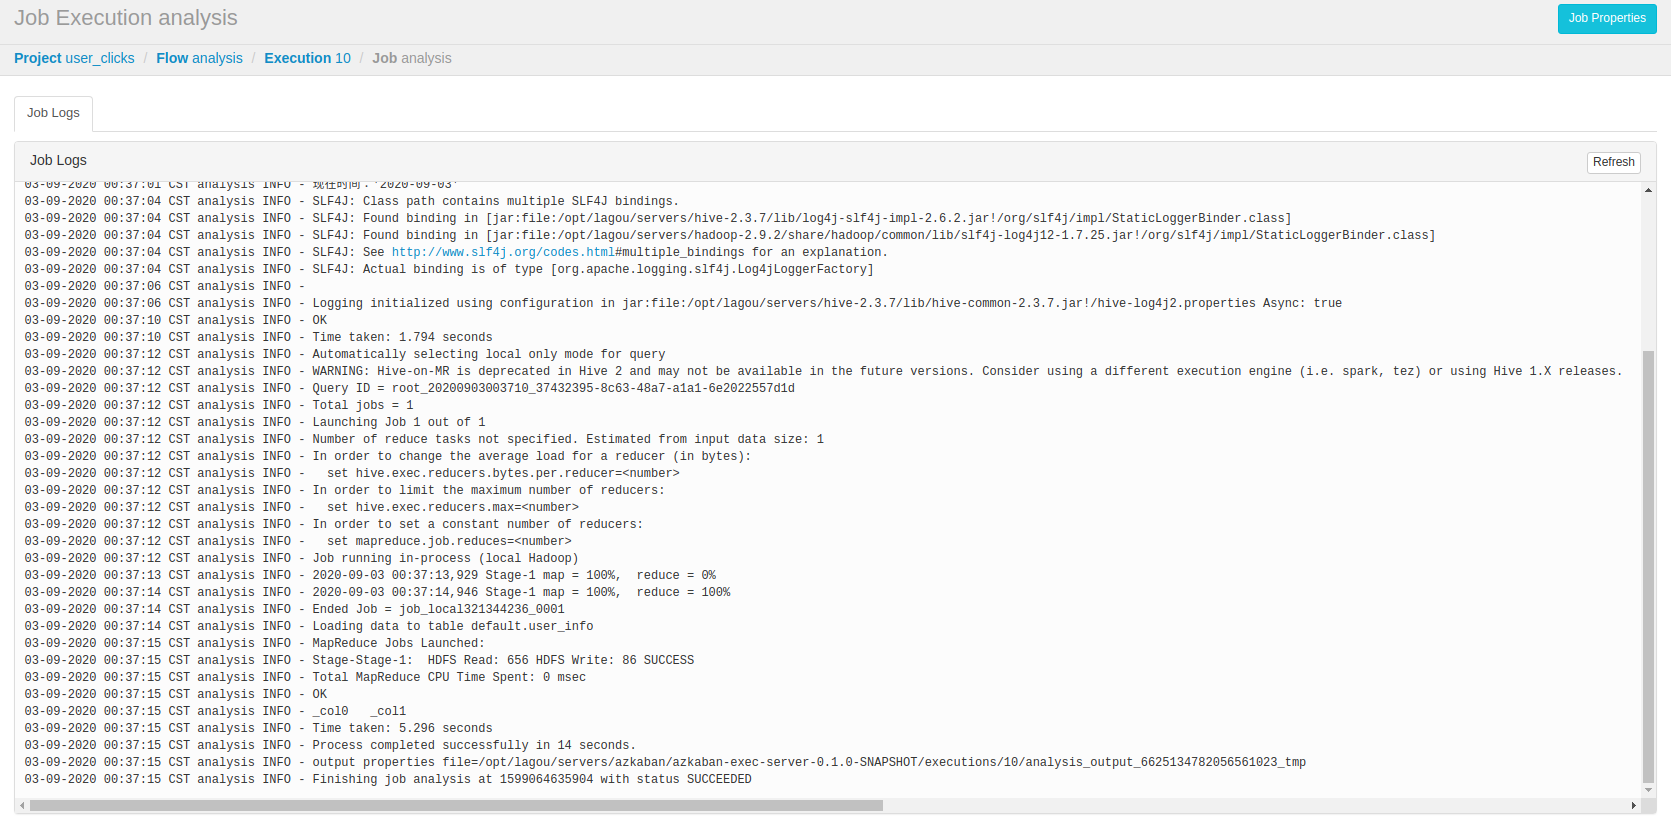 Job Execution analysis
Job Properties
Project user_clicks / Flow analysis / Execution 10 / Job analysis
Job Logs
Job Logs
Refresh
03-09-2020 00:37:01 CST analysis INFO - 现在时间：'2020-09-03'
03-09-2020 00:37:04 CST analysis INFO - SLF4J: Class path contains multiple SLF4J bindings.
03-09-2020 00:37:04 CST analysis INFO - SLF4J: Found binding in [jar:file:/opt/lagou/servers/hive-2.3.7/lib/log4j-slf4j-impl-2.6.2.jar!/org/slf4j/impl/StaticLoggerBinder.class]
03-09-2020 00:37:04 CST analysis INFO - SLF4J: Found binding in [jar:file:/opt/lagou/servers/hadoop-2.9.2/share/hadoop/common/lib/slf4j-log4j12-1.7.25.jar!/org/slf4j/impl/StaticLoggerBinder.class]
03-09-2020 00:37:04 CST analysis INFO - SLF4J: See http://www.slf4j.org/codes.html#multiple_bindings for an explanation.
03-09-2020 00:37:04 CST analysis INFO - SLF4J: Actual binding is of type [org.apache.logging.slf4j.Log4jLoggerFactory]
03-09-2020 00:37:06 CST analysis INFO -
03-09-2020 00:37:06 CST analysis INFO - Logging initialized using configuration in jar:file:/opt/lagou/servers/hive-2.3.7/lib/hive-common-2.3.7.jar!/hive-log4j2.properties Async: true
03-09-2020 00:37:10 CST analysis INFO - OK
03-09-2020 00:37:10 CST analysis INFO - Time taken: 1.794 seconds
03-09-2020 00:37:12 CST analysis INFO - Automatically selecting local only mode for query
03-09-2020 00:37:12 CST analysis INFO - WARNING: Hive-on-MR is deprecated in Hive 2 and may not be available in the future versions. Consider using a different execution engine (i.e. spark, tez) or using Hive 1.X releases.
03-09-2020 00:37:12 CST analysis INFO - Query ID = root_20200903003710_37432395-8c63-48a7-a1a1-6e2022557d1d
03-09-2020 00:37:12 CST analysis INFO - Total jobs = 1
03-09-2020 00:37:12 CST analysis INFO - Launching Job 1 out of 1
03-09-2020 00:37:12 CST analysis INFO - Number of reduce tasks not specified. Estimated from input data size: 1
03-09-2020 00:37:12 CST analysis INFO - In order to change the average load for a reducer (in bytes):
03-09-2020 00:37:12 CST analysis INFO -   set hive.exec.reducers.bytes.per.reducer=<number>
03-09-2020 00:37:12 CST analysis INFO - In order to limit the maximum number of reducers:
03-09-2020 00:37:12 CST analysis INFO -   set hive.exec.reducers.max=<number>
03-09-2020 00:37:12 CST analysis INFO - In order to set a constant number of reducers:
03-09-2020 00:37:12 CST analysis INFO -   set mapreduce.job.reduces=<number>
03-09-2020 00:37:12 CST analysis INFO - Job running in-process (local Hadoop)
03-09-2020 00:37:13 CST analysis INFO - 2020-09-03 00:37:13,929 Stage-1 map = 100%,  reduce = 0%
03-09-2020 00:37:14 CST analysis INFO - 2020-09-03 00:37:14,946 Stage-1 map = 100%,  reduce = 100%
03-09-2020 00:37:14 CST analysis INFO - Ended Job = job_local321344236_0001
03-09-2020 00:37:14 CST analysis INFO - Loading data to table default.user_info
03-09-2020 00:37:15 CST analysis INFO - MapReduce Jobs Launched:
03-09-2020 00:37:15 CST analysis INFO - Stage-Stage-1:  HDFS Read: 656 HDFS Write: 86 SUCCESS
03-09-2020 00:37:15 CST analysis INFO - Total MapReduce CPU Time Spent: 0 msec
03-09-2020 00:37:15 CST analysis INFO - OK
03-09-2020 00:37:15 CST analysis INFO - _col0   _col1
03-09-2020 00:37:15 CST analysis INFO - Time taken: 5.296 seconds
03-09-2020 00:37:15 CST analysis INFO - Process completed successfully in 14 seconds.
03-09-2020 00:37:15 CST analysis INFO - output properties file=/opt/lagou/servers/azkaban/azkaban-exec-server-0.1.0-SNAPSHOT/executions/10/analysis_output_6625134782056561023_tmp
03-09-2020 00:37:15 CST analysis INFO - Finishing job analysis at 1599064635904 with status SUCCEEDED